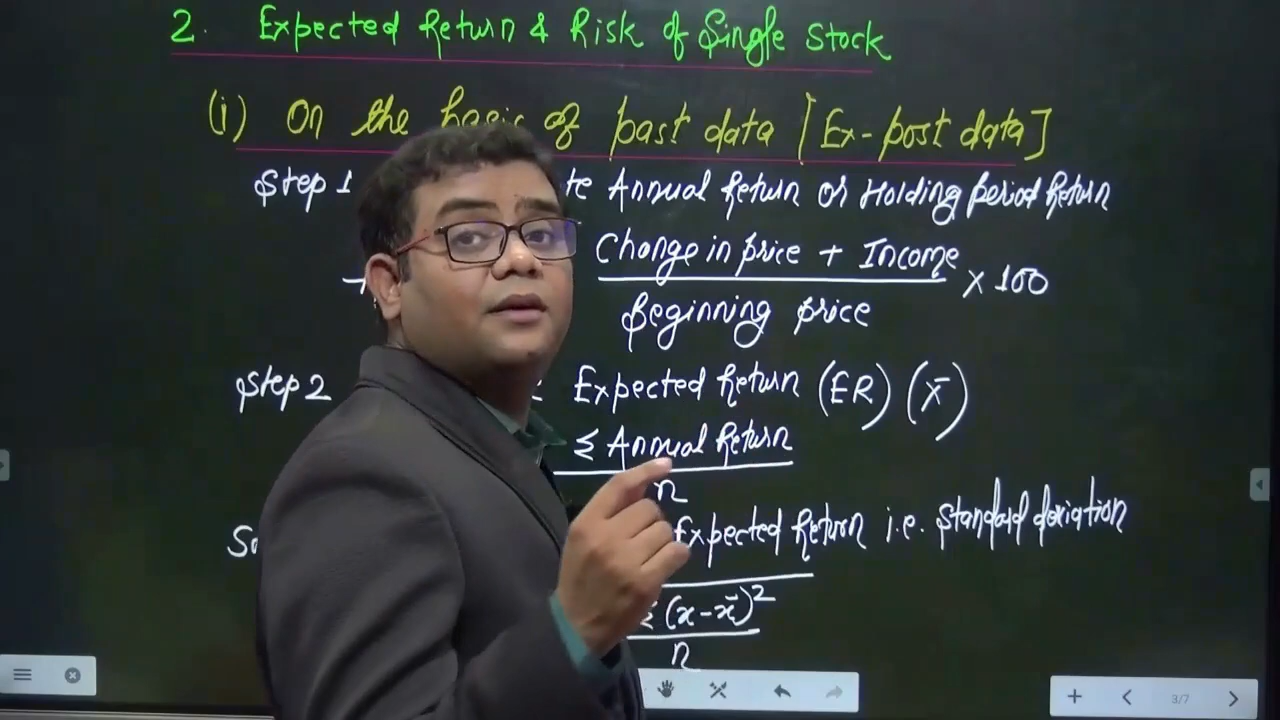 2. Expected Return & Risk of Single Stock
(i) On the basis of past data [Ex-post data]
Step 1 te Annual Return or Holding period Return
Change in price + Income
Beginning price
× 100
Step 2 Expected Return (ER) (x̄)
Σ Annual Return
n
Expected Return i.e. Standard deviation
Σ(x-x̄)²
n
3/7